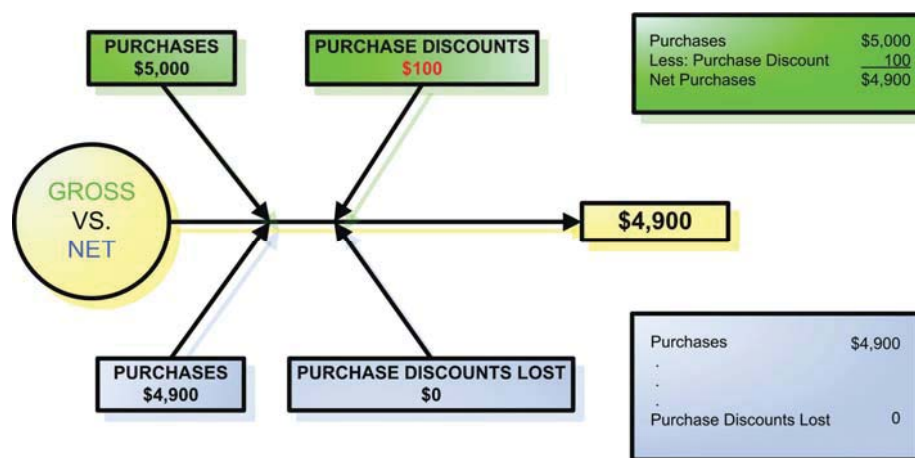 PURCHASES
$5,000
PURCHASE DISCOUNTS
$100
Purchases $5,000
Less: Purchase Discount 100
Net Purchases $4,900
GROSS
VS.
NET
$4,900
PURCHASES
$4,900
PURCHASE DISCOUNTS LOST
$0
Purchases $4,900
.
.
.
Purchase Discounts Lost 0